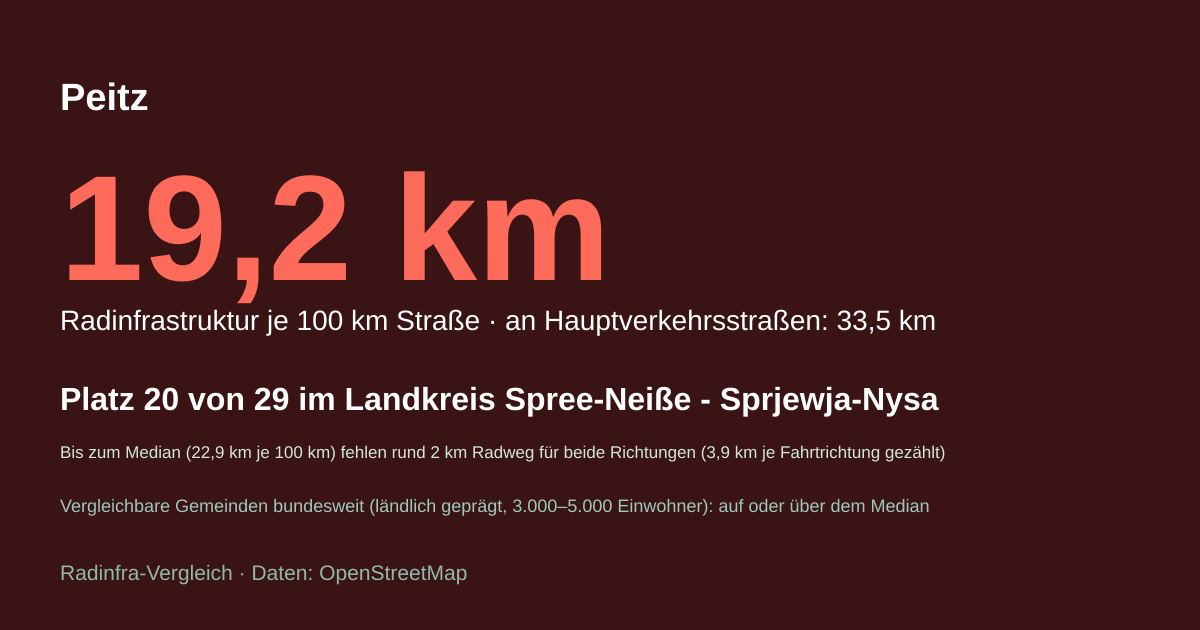 Peitz
19,2 km
Radinfrastruktur je 100 km Straße · an Hauptverkehrsstraßen: 33,5 km
Platz 20 von 29 im Landkreis Spree-Neiße - Sprjewja-Nysa
Bis zum Median (22,9 km je 100 km) fehlen rund 2 km Radweg für beide Richtungen (3,9 km je Fahrtrichtung gezählt)
Vergleichbare Gemeinden bundesweit (ländlich geprägt, 3.000–5.000 Einwohner): auf oder über dem Median
Radinfra-Vergleich · Daten: OpenStreetMap